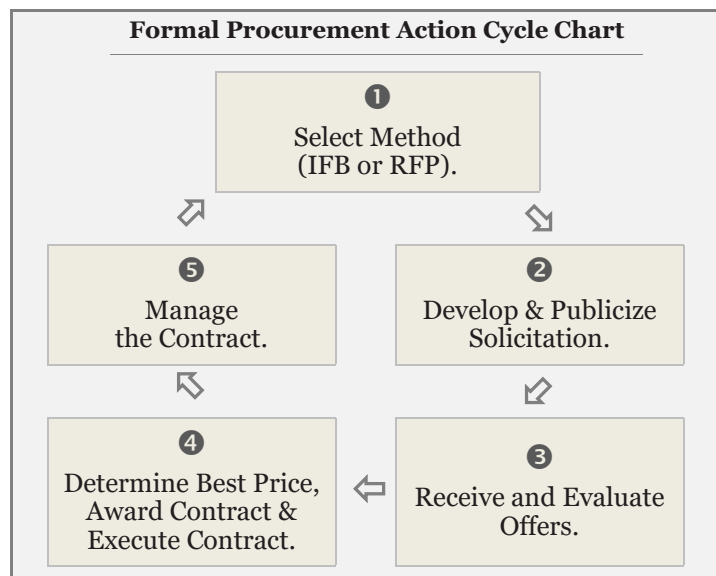 Formal Procurement Action Cycle Chart
❶
Select Method
(IFB or RFP).
❺
Manage
the Contract.
❷
Develop & Publicize
Solicitation.
❹
Determine Best Price,
Award Contract &
Execute Contract.
❸
Receive and Evaluate
Offers.